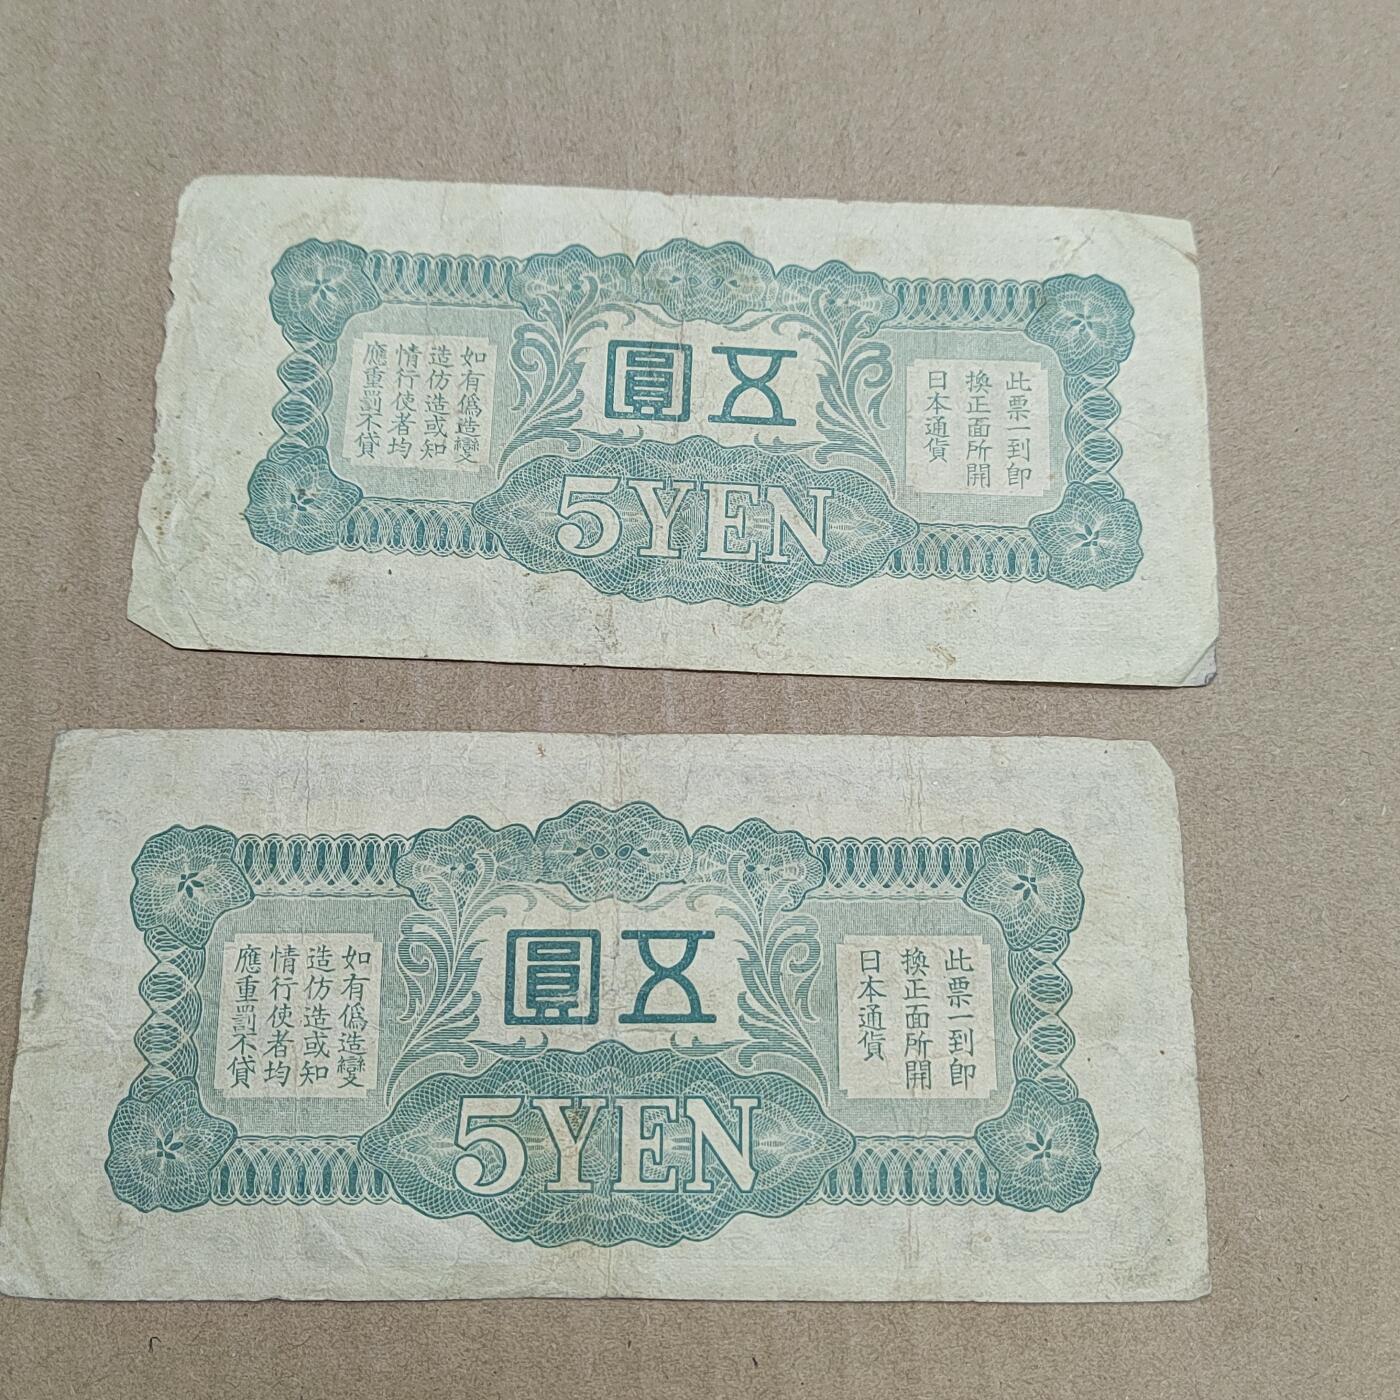 此票一到卽
換正面所開
日本通貨
五圓
如有僞造變
造仿造或知
情行使者均
應重罰不貸
5YEN
此票一到卽
換正面所開
日本通貨
五圓
如有僞造變
造仿造或知
情行使者均
應重罰不貸
5YEN